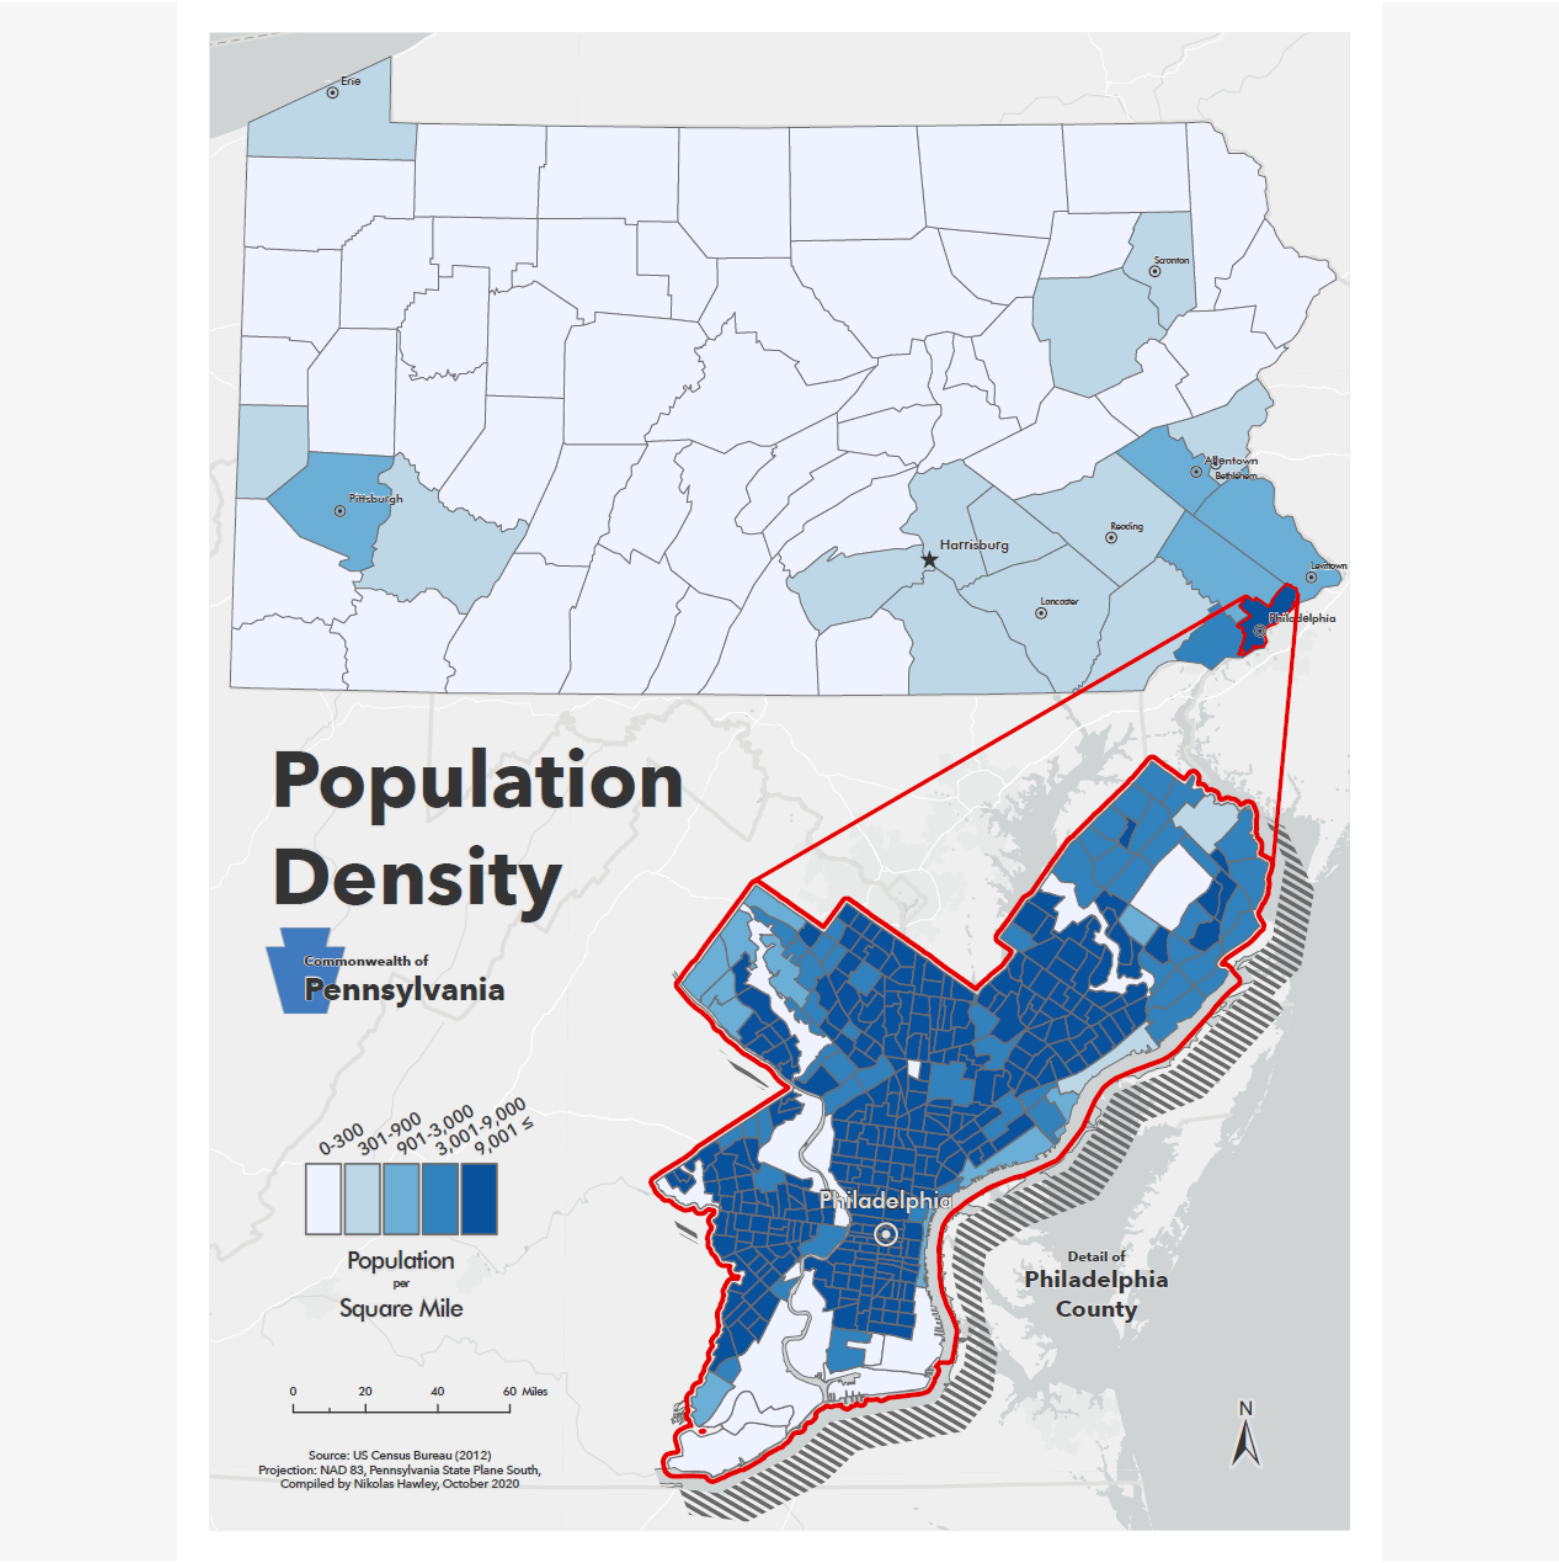 Erie
Scranton
Allentown
Bethlehem
Pittsburgh
Reading
Harrisburg
Levittown
Lancaster
Philadelphia
Population
Density
Commonwealth of
Pennsylvania
0-300
301-900
901-3,000
3,001-9,000
9,001 ≤
Population
per
Square Mile
Philadelphia
Detail of
Philadelphia
County
0 20 40 60 Miles
N
Source: US Census Bureau (2012)
Projection: NAD 83, Pennsylvania State Plane South,
Compiled by Nikolas Hawley, October 2020